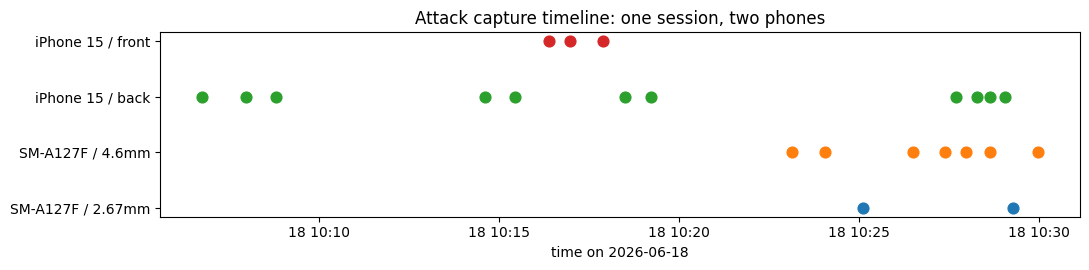 Attack capture timeline: one session, two phones
iPhone 15 / front
iPhone 15 / back
SM-A127F / 4.6mm
SM-A127F / 2.67mm
18 10:10 18 10:15 18 10:20 18 10:25 18 10:30
time on 2026-06-18